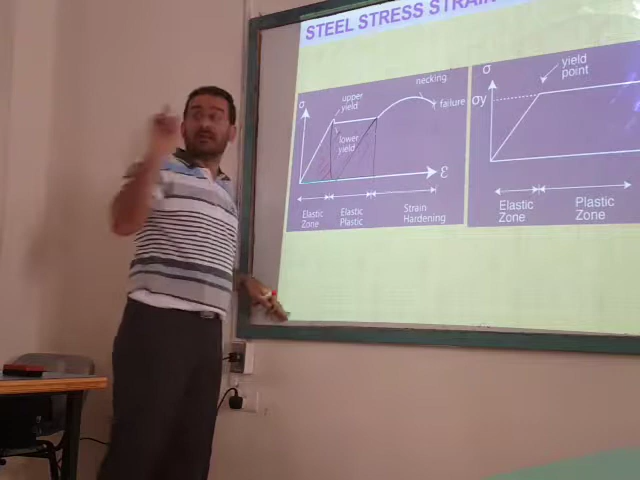 STEEL STRESS STRAIN
σ
upper
yield
lower
yield
necking
failure
ε
Elastic
Zone
Elastic
Plastic
Strain
Hardening
σ
σy
yield
point
Elastic
Zone
Plastic
Zone